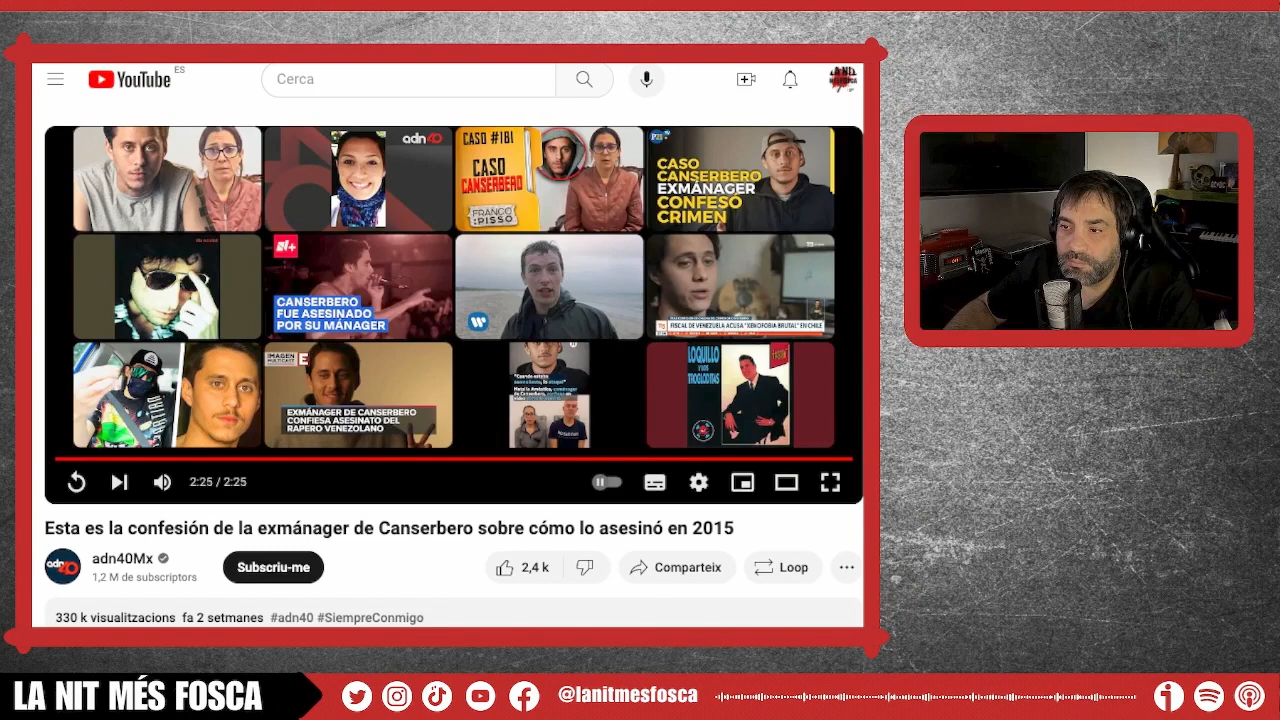 YouTube
ES
Cerca
adn40
CASO #181
CASO
CANSERBERO
FRANCO
PISSO
CASO
CANSERBERO
EXMÁNAGER
CONFESÓ
CRIMEN
N+
CANSERBERO
FUE ASESINADO
POR SU MÁNAGER
FISCAL DE VENEZUELA ACUSA "XENOFOBIA BRUTAL" EN CHILE
IMAGEN
EXMÁNAGER DE CANSERBERO
CONFIESA ASESINATO DEL
RAPERO VENEZOLANO
LOQUILLO
Y LOS
TROGLODITAS
2:25 / 2:25
Esta es la confesión de la exmánager de Canserbero sobre cómo lo asesinó en 2015
adn40
adn40Mx
1,2 M de subscriptors
Subscriu-me
2,4 k
Comparteix
Loop
330 k visualitzacions fa 2 setmanes #adn40 #SiempreConmigo
LA NIT MÉS FOSCA
@lanitmesfosca